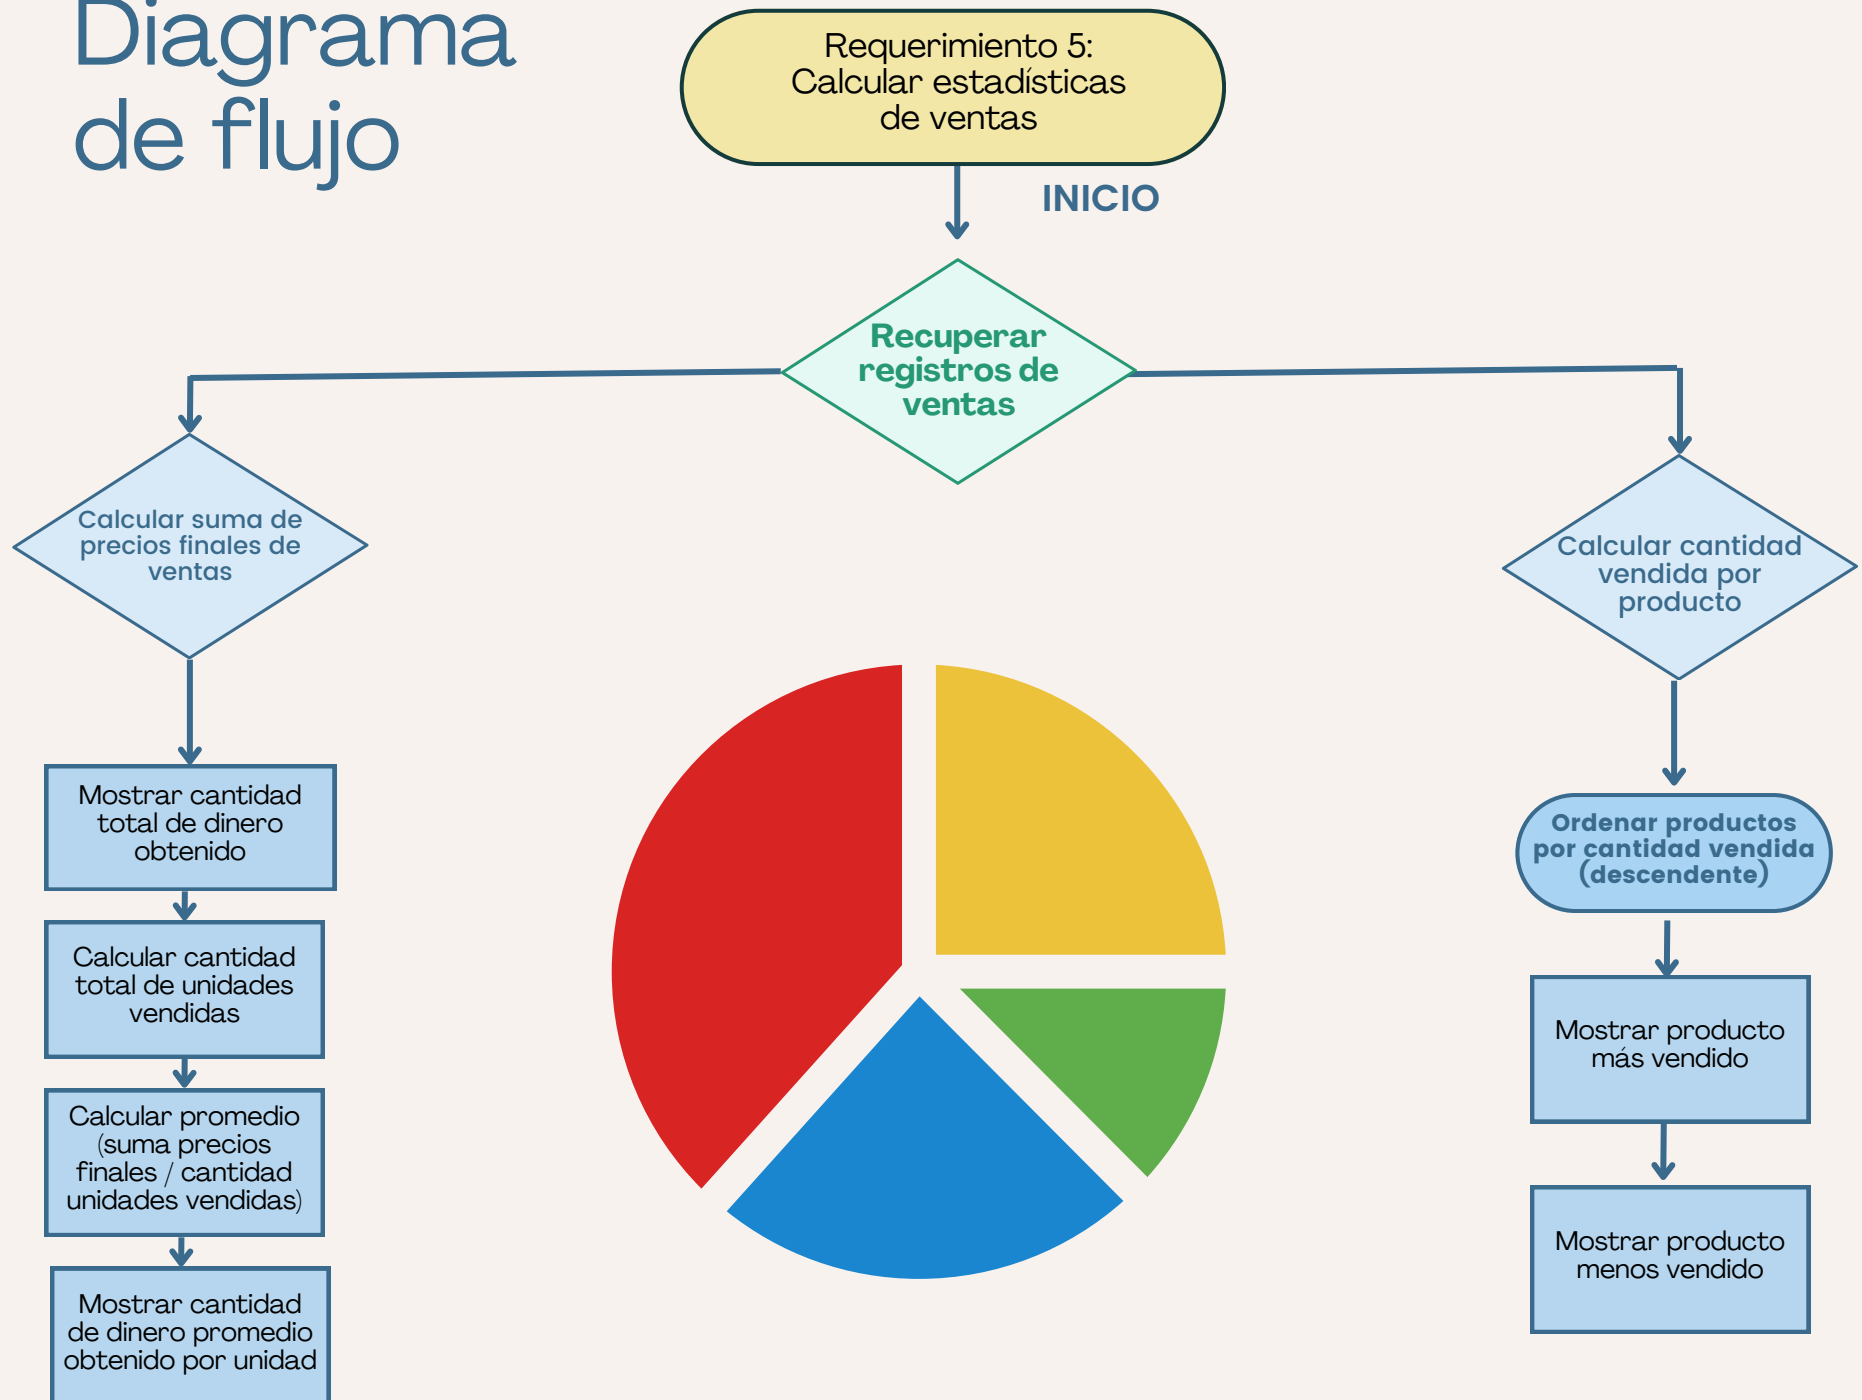 Diagrama
de flujo
Requerimiento 5:
Calcular estadísticas
de ventas
INICIO
Recuperar
registros de
ventas
Calcular suma de
precios finales de
ventas
Mostrar cantidad
total de dinero
obtenido
Calcular cantidad
total de unidades
vendidas
Calcular promedio
(suma precios
finales / cantidad
unidades vendidas)
Mostrar cantidad
de dinero promedio
obtenido por unidad
Calcular cantidad
vendida por
producto
Ordenar productos
por cantidad vendida
(descendente)
Mostrar producto
más vendido
Mostrar producto
menos vendido